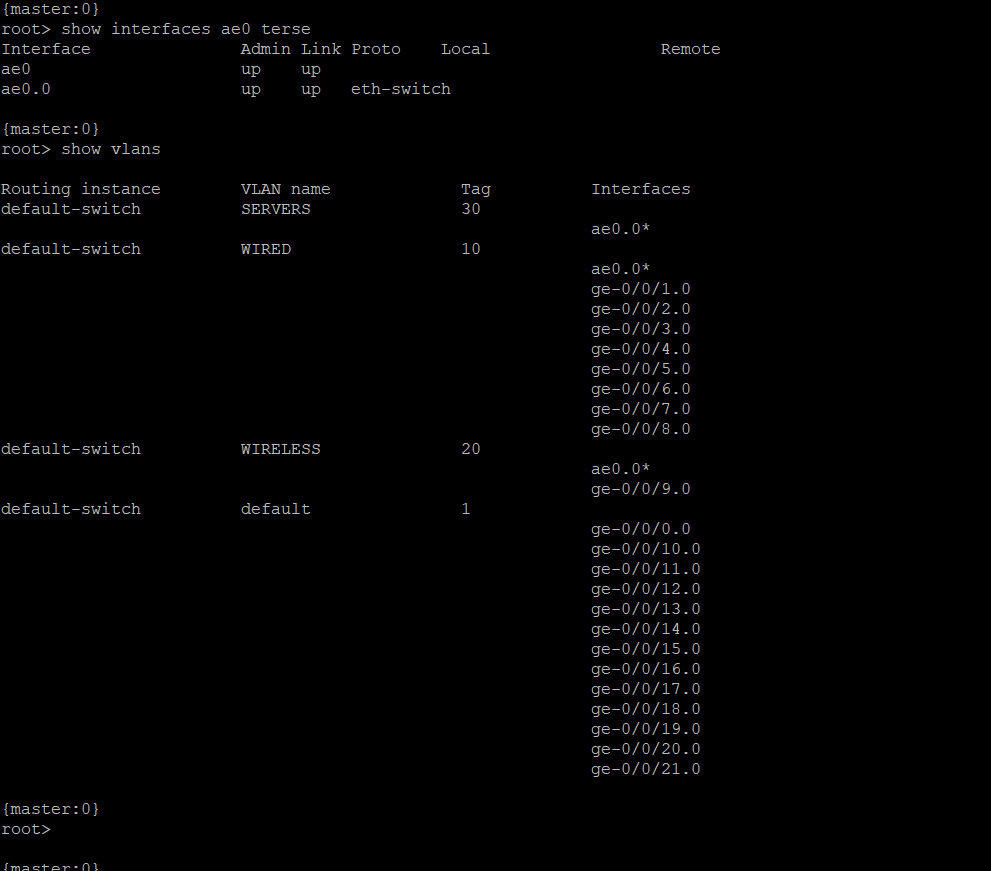 {master:0}
root> show interfaces ae0 terse
Interface               Admin Link Proto    Local                 Remote
ae0                     up    up
ae0.0                   up    up   eth-switch
{master:0}
root> show vlans
Routing instance        VLAN name             Tag          Interfaces
default-switch          SERVERS               30
                                                           ae0.0*
default-switch          WIRED                 10
                                                           ae0.0*
                                                           ge-0/0/1.0
                                                           ge-0/0/2.0
                                                           ge-0/0/3.0
                                                           ge-0/0/4.0
                                                           ge-0/0/5.0
                                                           ge-0/0/6.0
                                                           ge-0/0/7.0
                                                           ge-0/0/8.0
default-switch          WIRELESS              20
                                                           ae0.0*
                                                           ge-0/0/9.0
default-switch          default               1
                                                           ge-0/0/0.0
                                                           ge-0/0/10.0
                                                           ge-0/0/11.0
                                                           ge-0/0/12.0
                                                           ge-0/0/13.0
                                                           ge-0/0/14.0
                                                           ge-0/0/15.0
                                                           ge-0/0/16.0
                                                           ge-0/0/17.0
                                                           ge-0/0/18.0
                                                           ge-0/0/19.0
                                                           ge-0/0/20.0
                                                           ge-0/0/21.0
{master:0}
root>
{master:0}